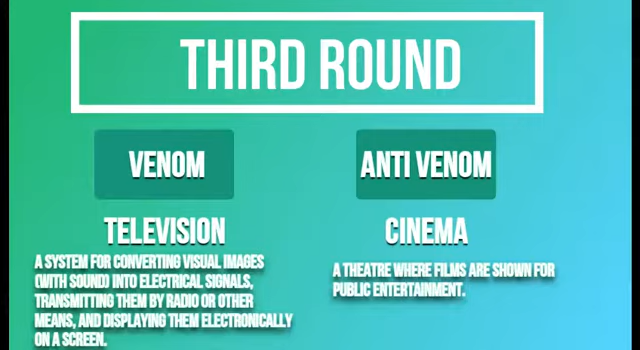 THIRD ROUND
VENOM
ANTI VENOM
TELEVISION
A SYSTEM FOR CONVERTING VISUAL IMAGES
(WITH SOUND) INTO ELECTRICAL SIGNALS,
TRANSMITTING THEM BY RADIO OR OTHER
MEANS, AND DISPLAYING THEM ELECTRONICALLY
ON A SCREEN.
CINEMA
A THEATRE WHERE FILMS ARE SHOWN FOR
PUBLIC ENTERTAINMENT.